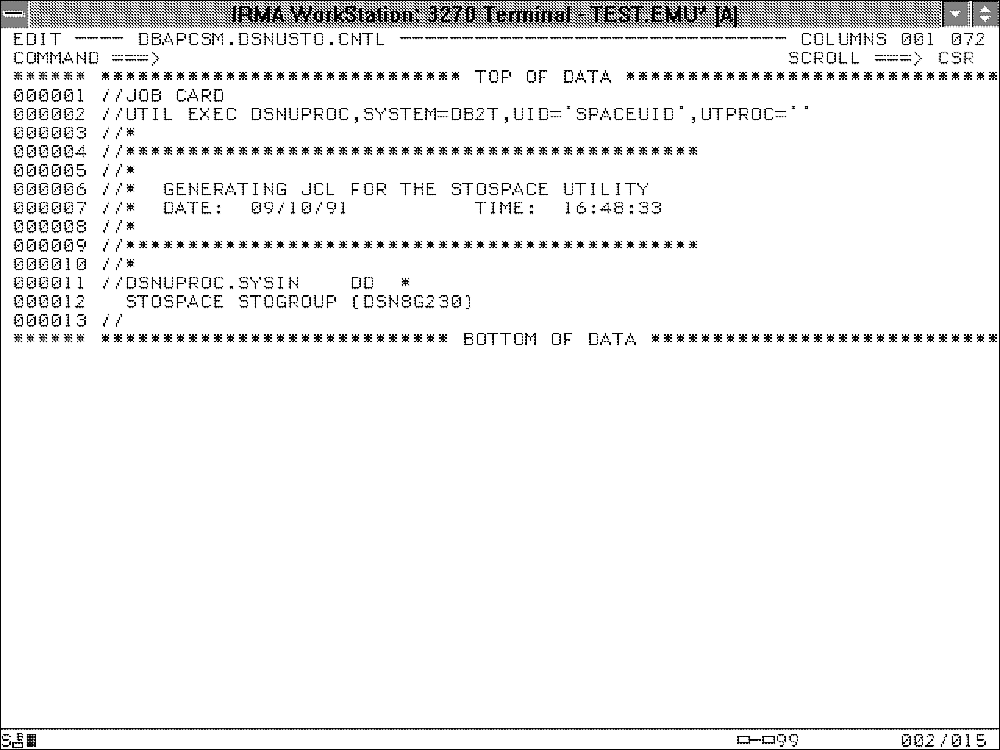 IRMA WorkStation: 3270 Terminal - TEST.EMU* [A]
EDIT ---- DBAPCSM.DSNUSTO.CNTL ------------------------------- COLUMNS 001 072
COMMAND ===> SCROLL ===> CSR
****** ***************************** TOP OF DATA ******************************
000001 //JOB CARD
000002 //UTIL EXEC DSNUPROC,SYSTEM=DB2T,UID='SPACEUID',UTPROC=''
000003 //*
000004 //**********************************************
000005 //*
000006 //*  GENERATING JCL FOR THE STOSPACE UTILITY
000007 //*  DATE:  09/10/91          TIME:  16:48:33
000008 //*
000009 //**********************************************
000010 //*
000011 //DSNUPROC.SYSIN    DD  *
000012   STOSPACE STOGROUP (DSN8G230)
000013 //
****** **************************** BOTTOM OF DATA ****************************
99 002/015